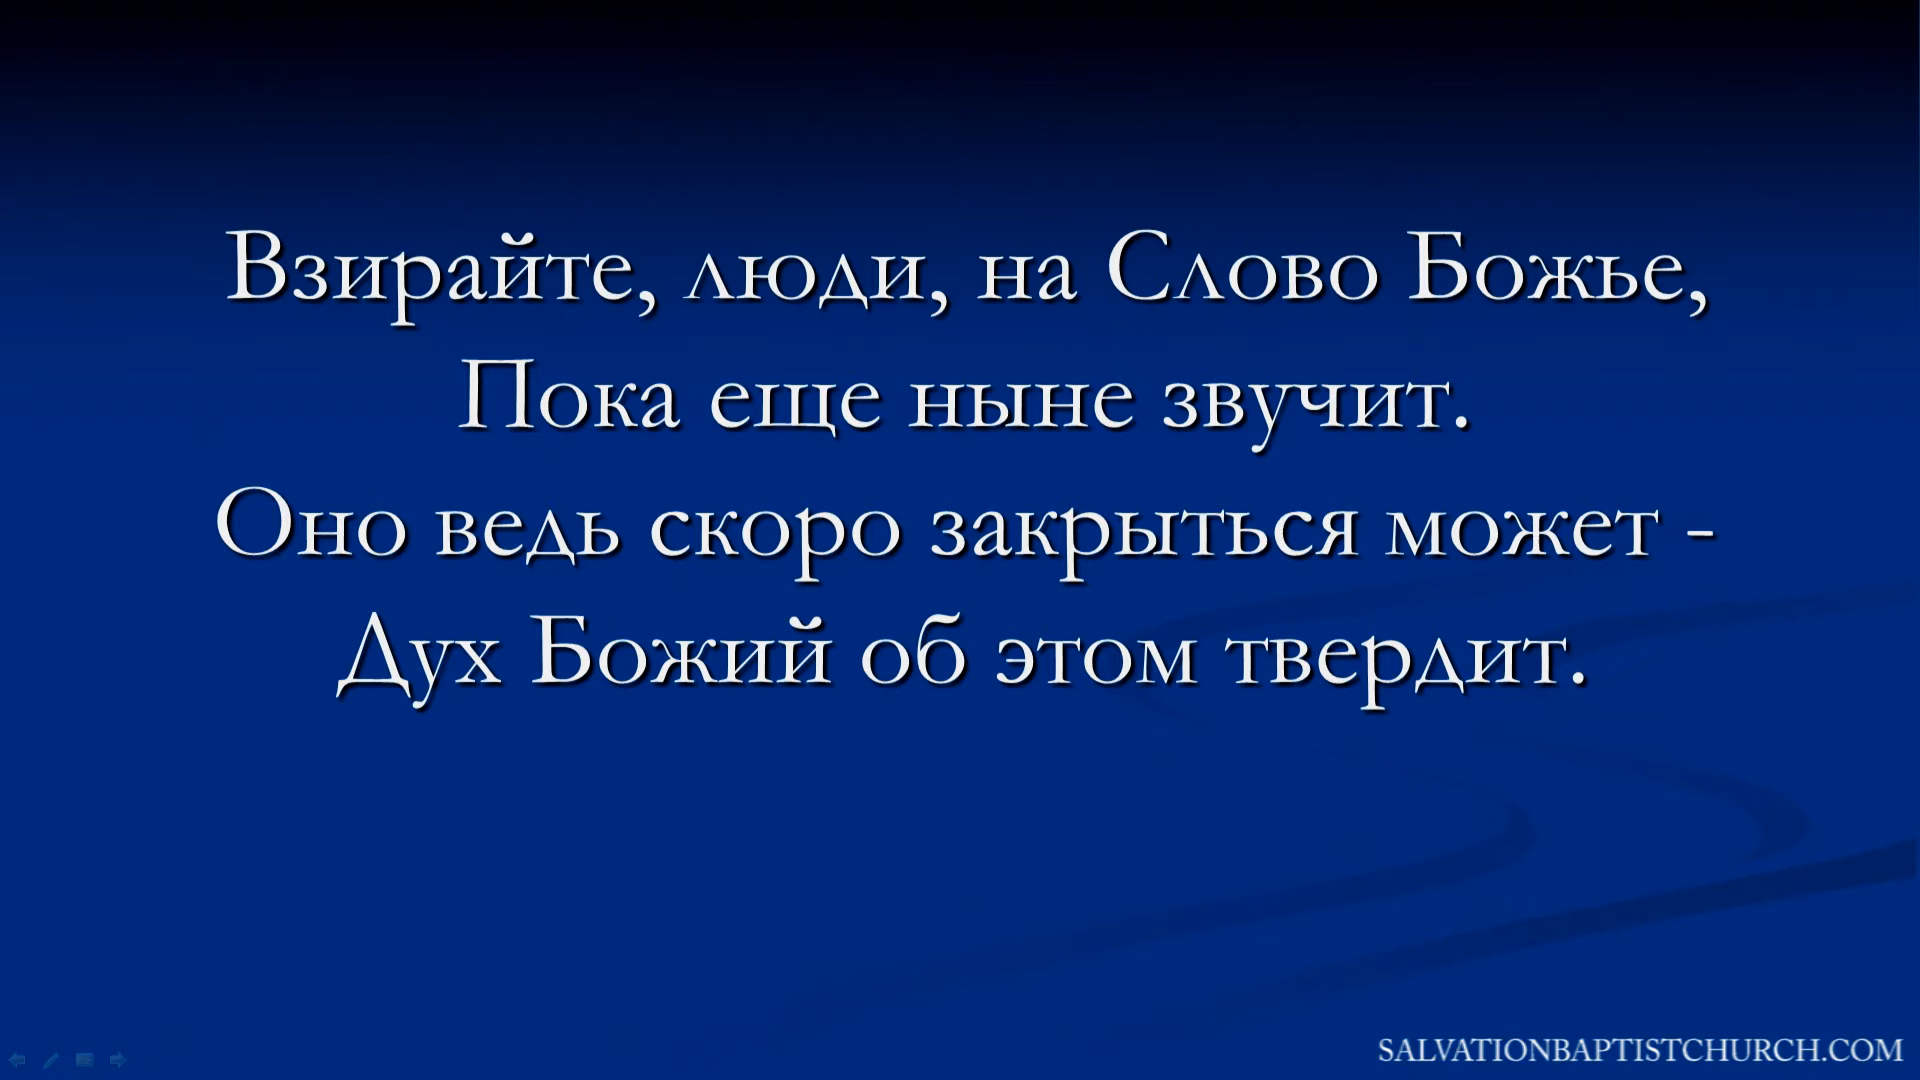 Взирайте, люди, на Слово Божье,
Пока еще ныне звучит.
Оно ведь скоро закрыться может -
Дух Божий об этом твердит.
SALVATIONBAPTISTCHURCH.COM